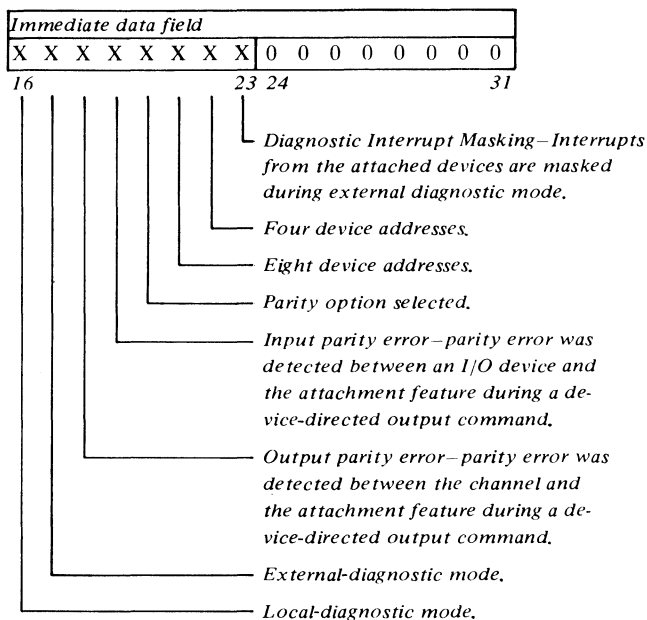 Immediate data field
X X X X X X X X 0 0 0 0 0 0 0 0
16 23 24 31
Diagnostic Interrupt Masking—Interrupts
from the attached devices are masked
during external diagnostic mode.
Four device addresses.
Eight device addresses.
Parity option selected.
Input parity error—parity error was
detected between an I/O device and
the attachment feature during a de-
vice-directed output command.
Output parity error—parity error was
detected between the channel and
the attachment feature during a de-
vice-directed output command.
External-diagnostic mode.
Local-diagnostic mode.